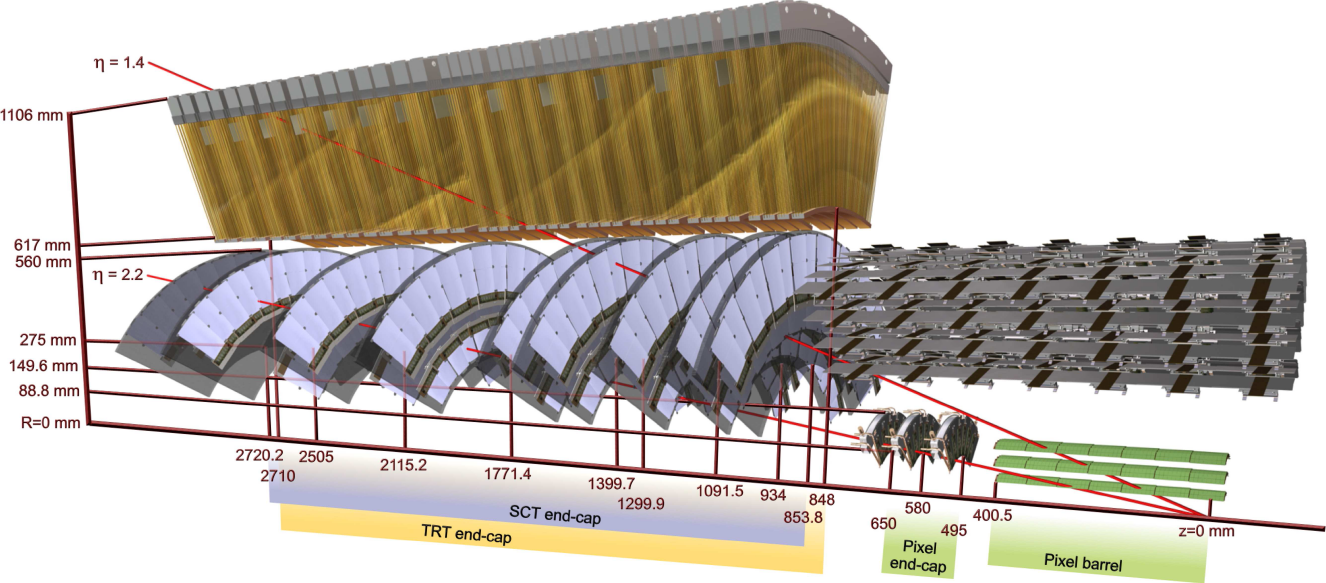 η = 1.4
1106 mm
617 mm
560 mm
η = 2.2
275 mm
149.6 mm
88.8 mm
R=0 mm
2720.2
2710
2505
2115.2
1771.4
1399.7
1299.9
1091.5
934
853.8
848
650
580
495
400.5
z=0 mm
SCT end-cap
TRT end-cap
Pixel
end-cap
Pixel barrel